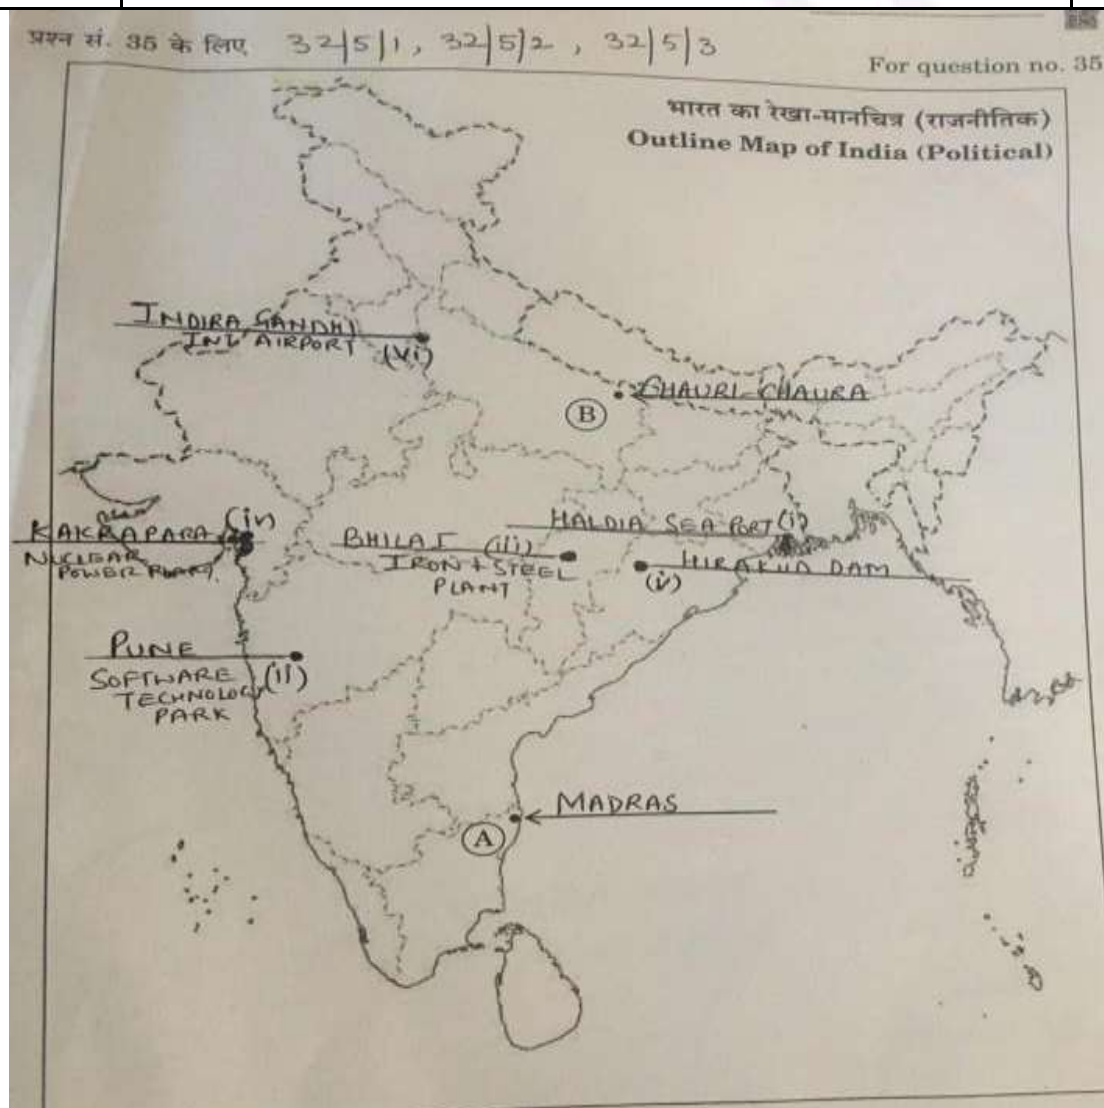 प्रश्न सं. 35 के लिए 32/5/1, 32/5/2, 32/5/3
For question no. 35
भारत का रेखा-मानचित्र (राजनीतिक)
Outline Map of India (Political)
INDIRA GANDHI
INT' AIRPORT (vi)
CHAURI-CHAURA
B
KAKRAPARA (iv)
NUCLEAR
POWER PLANT
HALDIA SEA PORT (i)
BHILAI (iii)
IRON + STEEL
PLANT
HIRAKUD DAM
(v)
PUNE
SOFTWARE (ii)
TECHNOLOGY
PARK
MADRAS
A